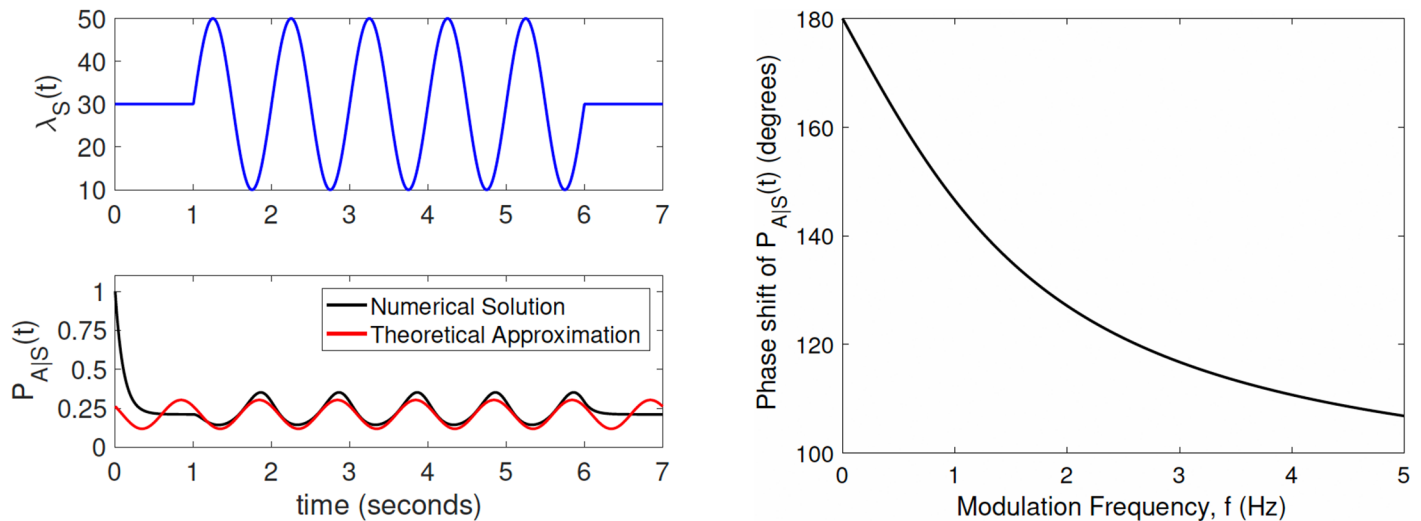 λS(t)
50
30
20
10
0 1 2 3 4 5 6 7
PA|S(t)
1
0.75
0.5
0.25
0
Numerical Solution
Theoretical Approximation
0 1 2 3 4 5 6 7
time (seconds)
Phase shift of PA|S(t) (degrees)
180
160
140
120
100
0 1 2 3 4 5
Modulation Frequency, f (Hz)